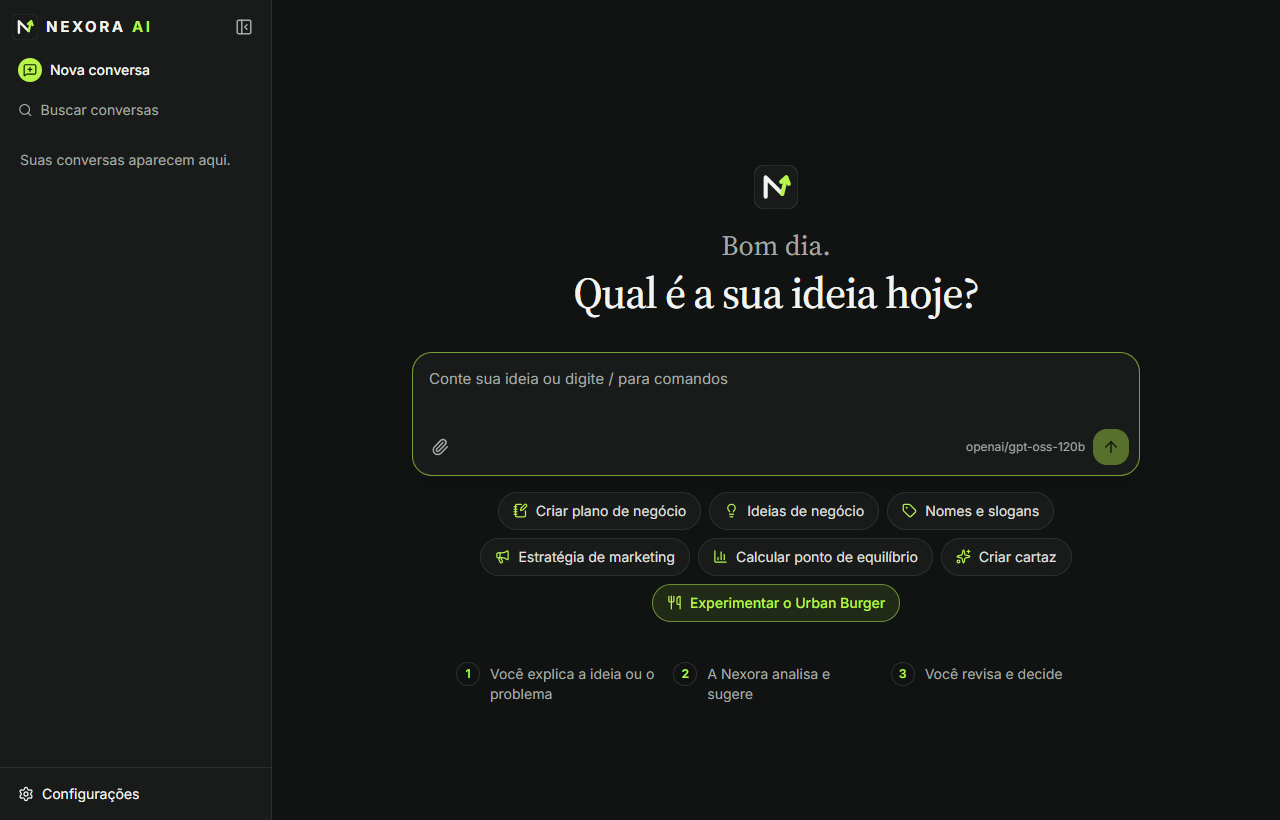 NEXORA AI
Nova conversa
Buscar conversas
Suas conversas aparecem aqui.
Bom dia.
Qual é a sua ideia hoje?
Conte sua ideia ou digite / para comandos
openai/gpt-oss-120b
Criar plano de negócio
Ideias de negócio
Nomes e slogans
Estratégia de marketing
Calcular ponto de equilíbrio
Criar cartaz
Experimentar o Urban Burger
1 Você explica a ideia ou o
problema
2 A Nexora analisa e
sugere
3 Você revisa e decide
Configurações